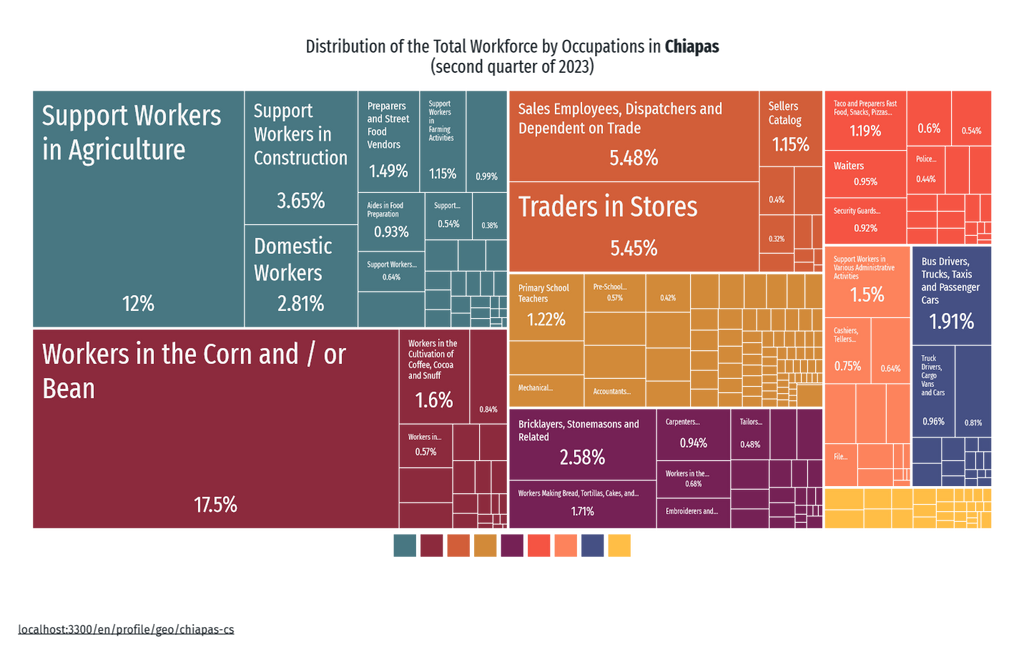 Distribution of the Total Workforce by Occupations in Chiapas
(second quarter of 2023)
Support Workers
in Agriculture
12%
Support
Workers in
Construction
3.65%
Domestic
Workers
2.81%
Preparers
and Street
Food
Vendors
1.49%
Support
Workers
in
Farming
Activities
1.15%
0.99%
Aides in Food
Preparation
0.93%
Support...
0.54%
0.38%
Support Workers...
0.64%
Workers in the Corn and / or
Bean
17.5%
Workers in the
Cultivation of
Coffee, Cocoa
and Snuff
1.6%
0.84%
Workers in...
0.57%
Sales Employees, Dispatchers and
Dependent on Trade
5.48%
Traders in Stores
5.45%
Sellers
Catalog
1.15%
0.4%
0.32%
Primary School
Teachers
1.22%
Pre-School...
0.57%
0.42%
Mechanical...
Accountants...
Bricklayers, Stonemasons and
Related
2.58%
Workers Making Bread, Tortillas, Cakes, and...
1.71%
Carpenters...
0.94%
Tailors...
0.48%
Workers in the...
0.68%
Embroiderers and...
Taco and Preparers Fast
Food, Snacks, Pizzas...
1.19%
0.6%
0.54%
Waiters
0.95%
Police...
0.44%
Security Guards...
0.92%
Support Workers in
Various Administrative
Activities
1.5%
Cashiers,
Tellers...
0.75%
0.64%
File...
Bus Drivers,
Trucks, Taxis
and Passenger
Cars
1.91%
Truck
Drivers,
Cargo
Vans
and Cars
0.96%
0.81%
localhost:3300/en/profile/geo/chiapas-cs